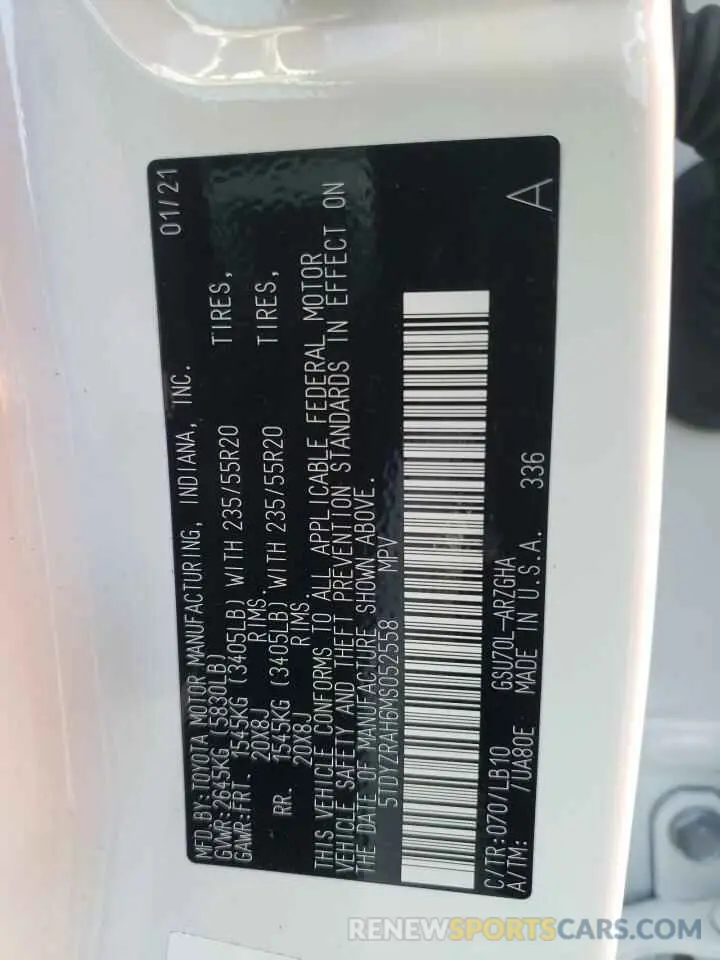 MFD.BY:TOYOTA MOTOR MANUFACTURING, INDIANA, INC. 01/21
GVWR:2645KG (5830LB)
GAWR:FRT. 1545KG (3405LB) WITH 235/55R20 TIRES,
20X8J RIMS.
RR. 1545KG (3405LB) WITH 235/55R20 TIRES,
20X8J RIMS.
THIS VEHICLE CONFORMS TO ALL APPLICABLE FEDERAL MOTOR
VEHICLE SAFETY AND THEFT PREVENTION STANDARDS IN EFFECT ON
THE DATE OF MANUFACTURE SHOWN ABOVE.
5TDYZRAH6MS052558 MPV
C/TR:070/LB10 GSU70L-ARZGHA
A/TM: /UA80E MADE IN U.S.A. 336 A
RENEWSPORTSCARS.COM